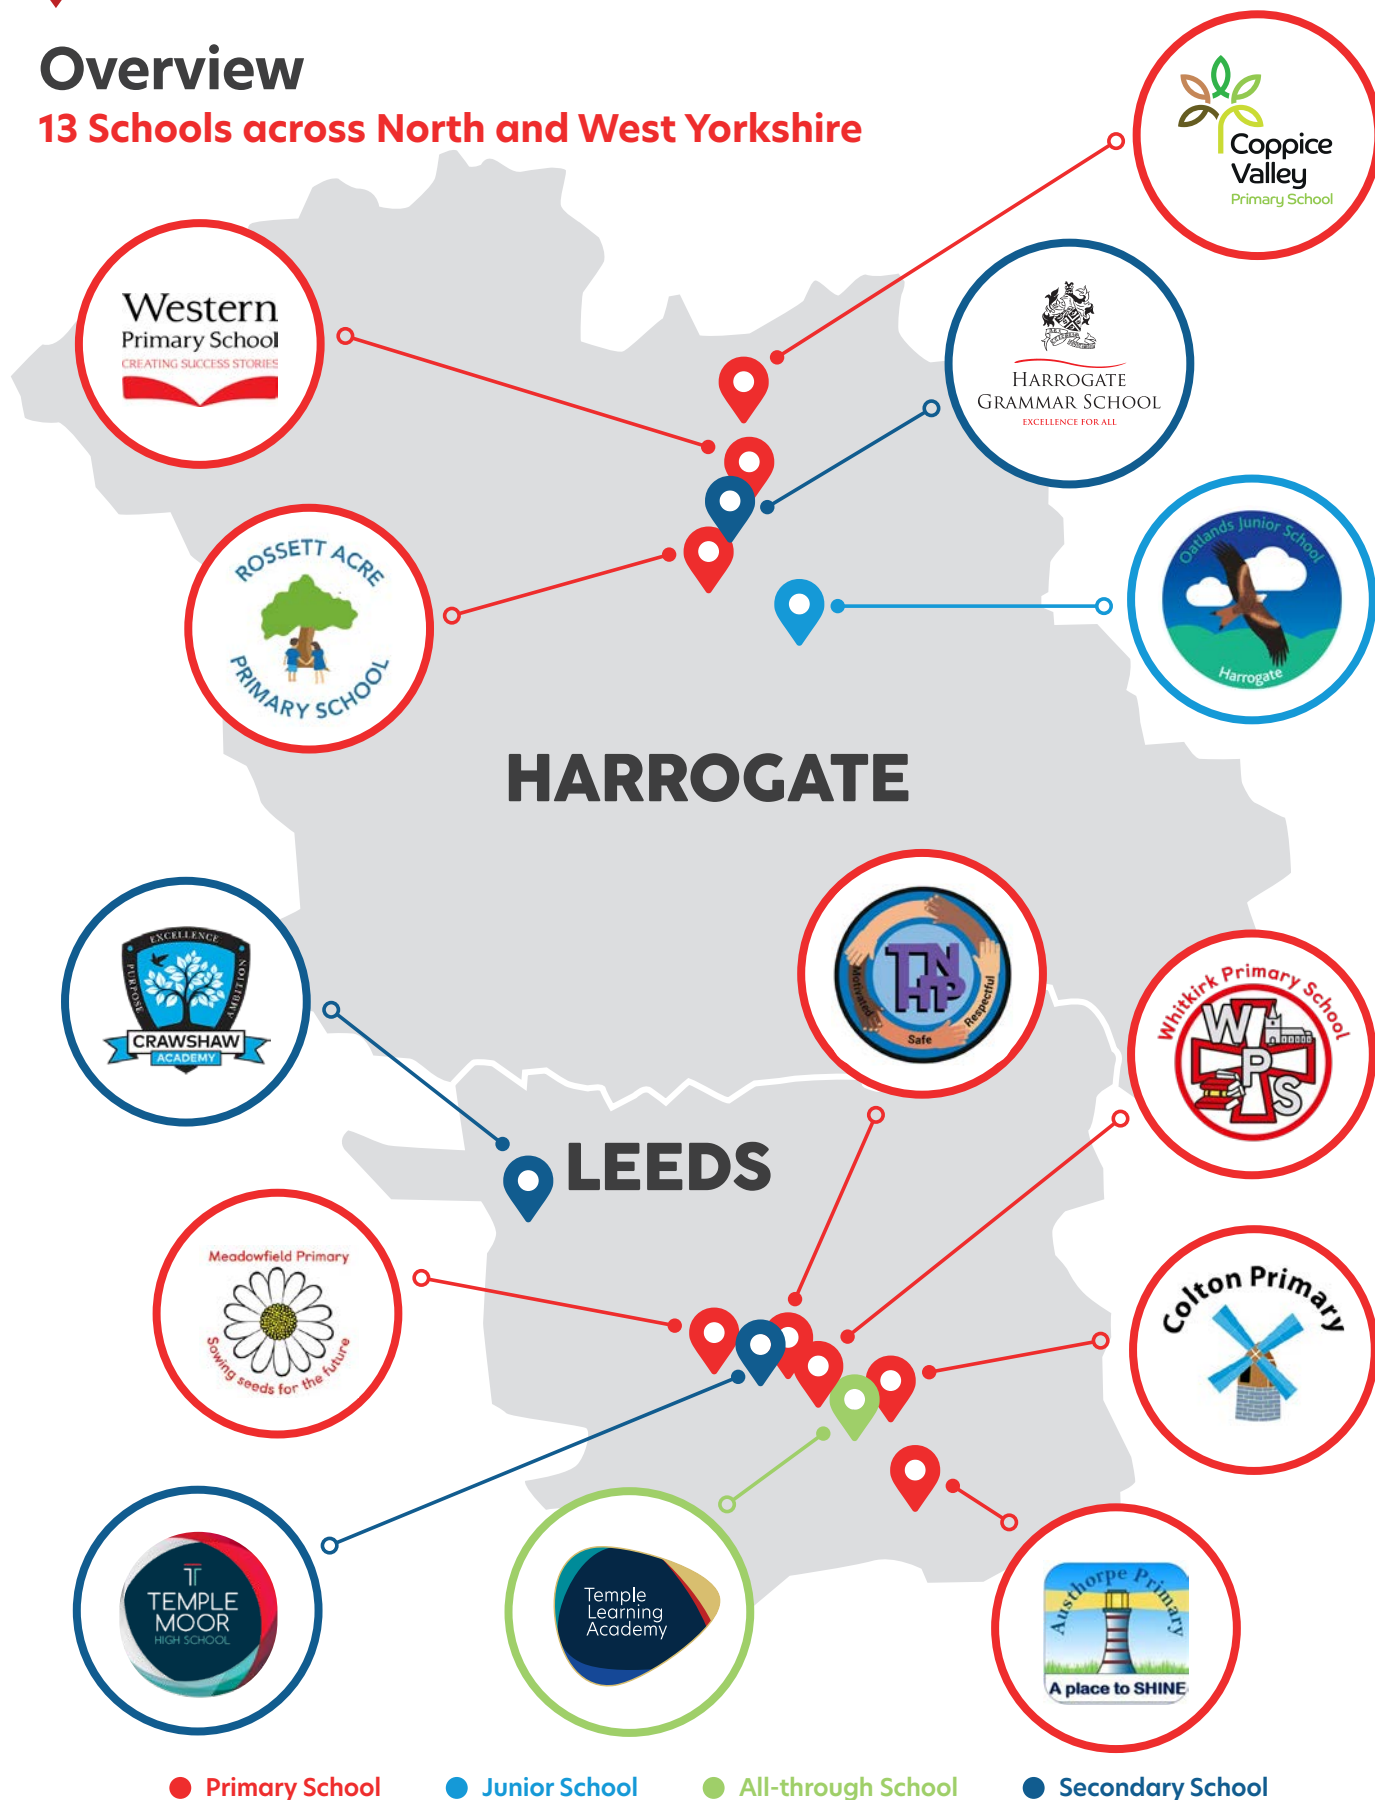 Overview
13 Schools across North and West Yorkshire
Coppice
Valley
Primary School
Western
Primary School
CREATING SUCCESS STORIES
HARROGATE
GRAMMAR SCHOOL
EXCELLENCE FOR ALL
ROSSETT ACRE
PRIMARY SCHOOL
Oatlands Junior School
Harrogate
HARROGATE
EXCELLENCE
PURPOSE
AMBITION
CRAWSHAW
ACADEMY
TNHP
Motivated
Respectful
Safe
Whitkirk Primary School
WPS
LEEDS
Meadowfield Primary
Sowing seeds for the future
Colton Primary
TEMPLE
MOOR
HIGH SCHOOL
Temple
Learning
Academy
Austhorpe Primary
A place to SHINE
Primary School
Junior School
All-through School
Secondary School